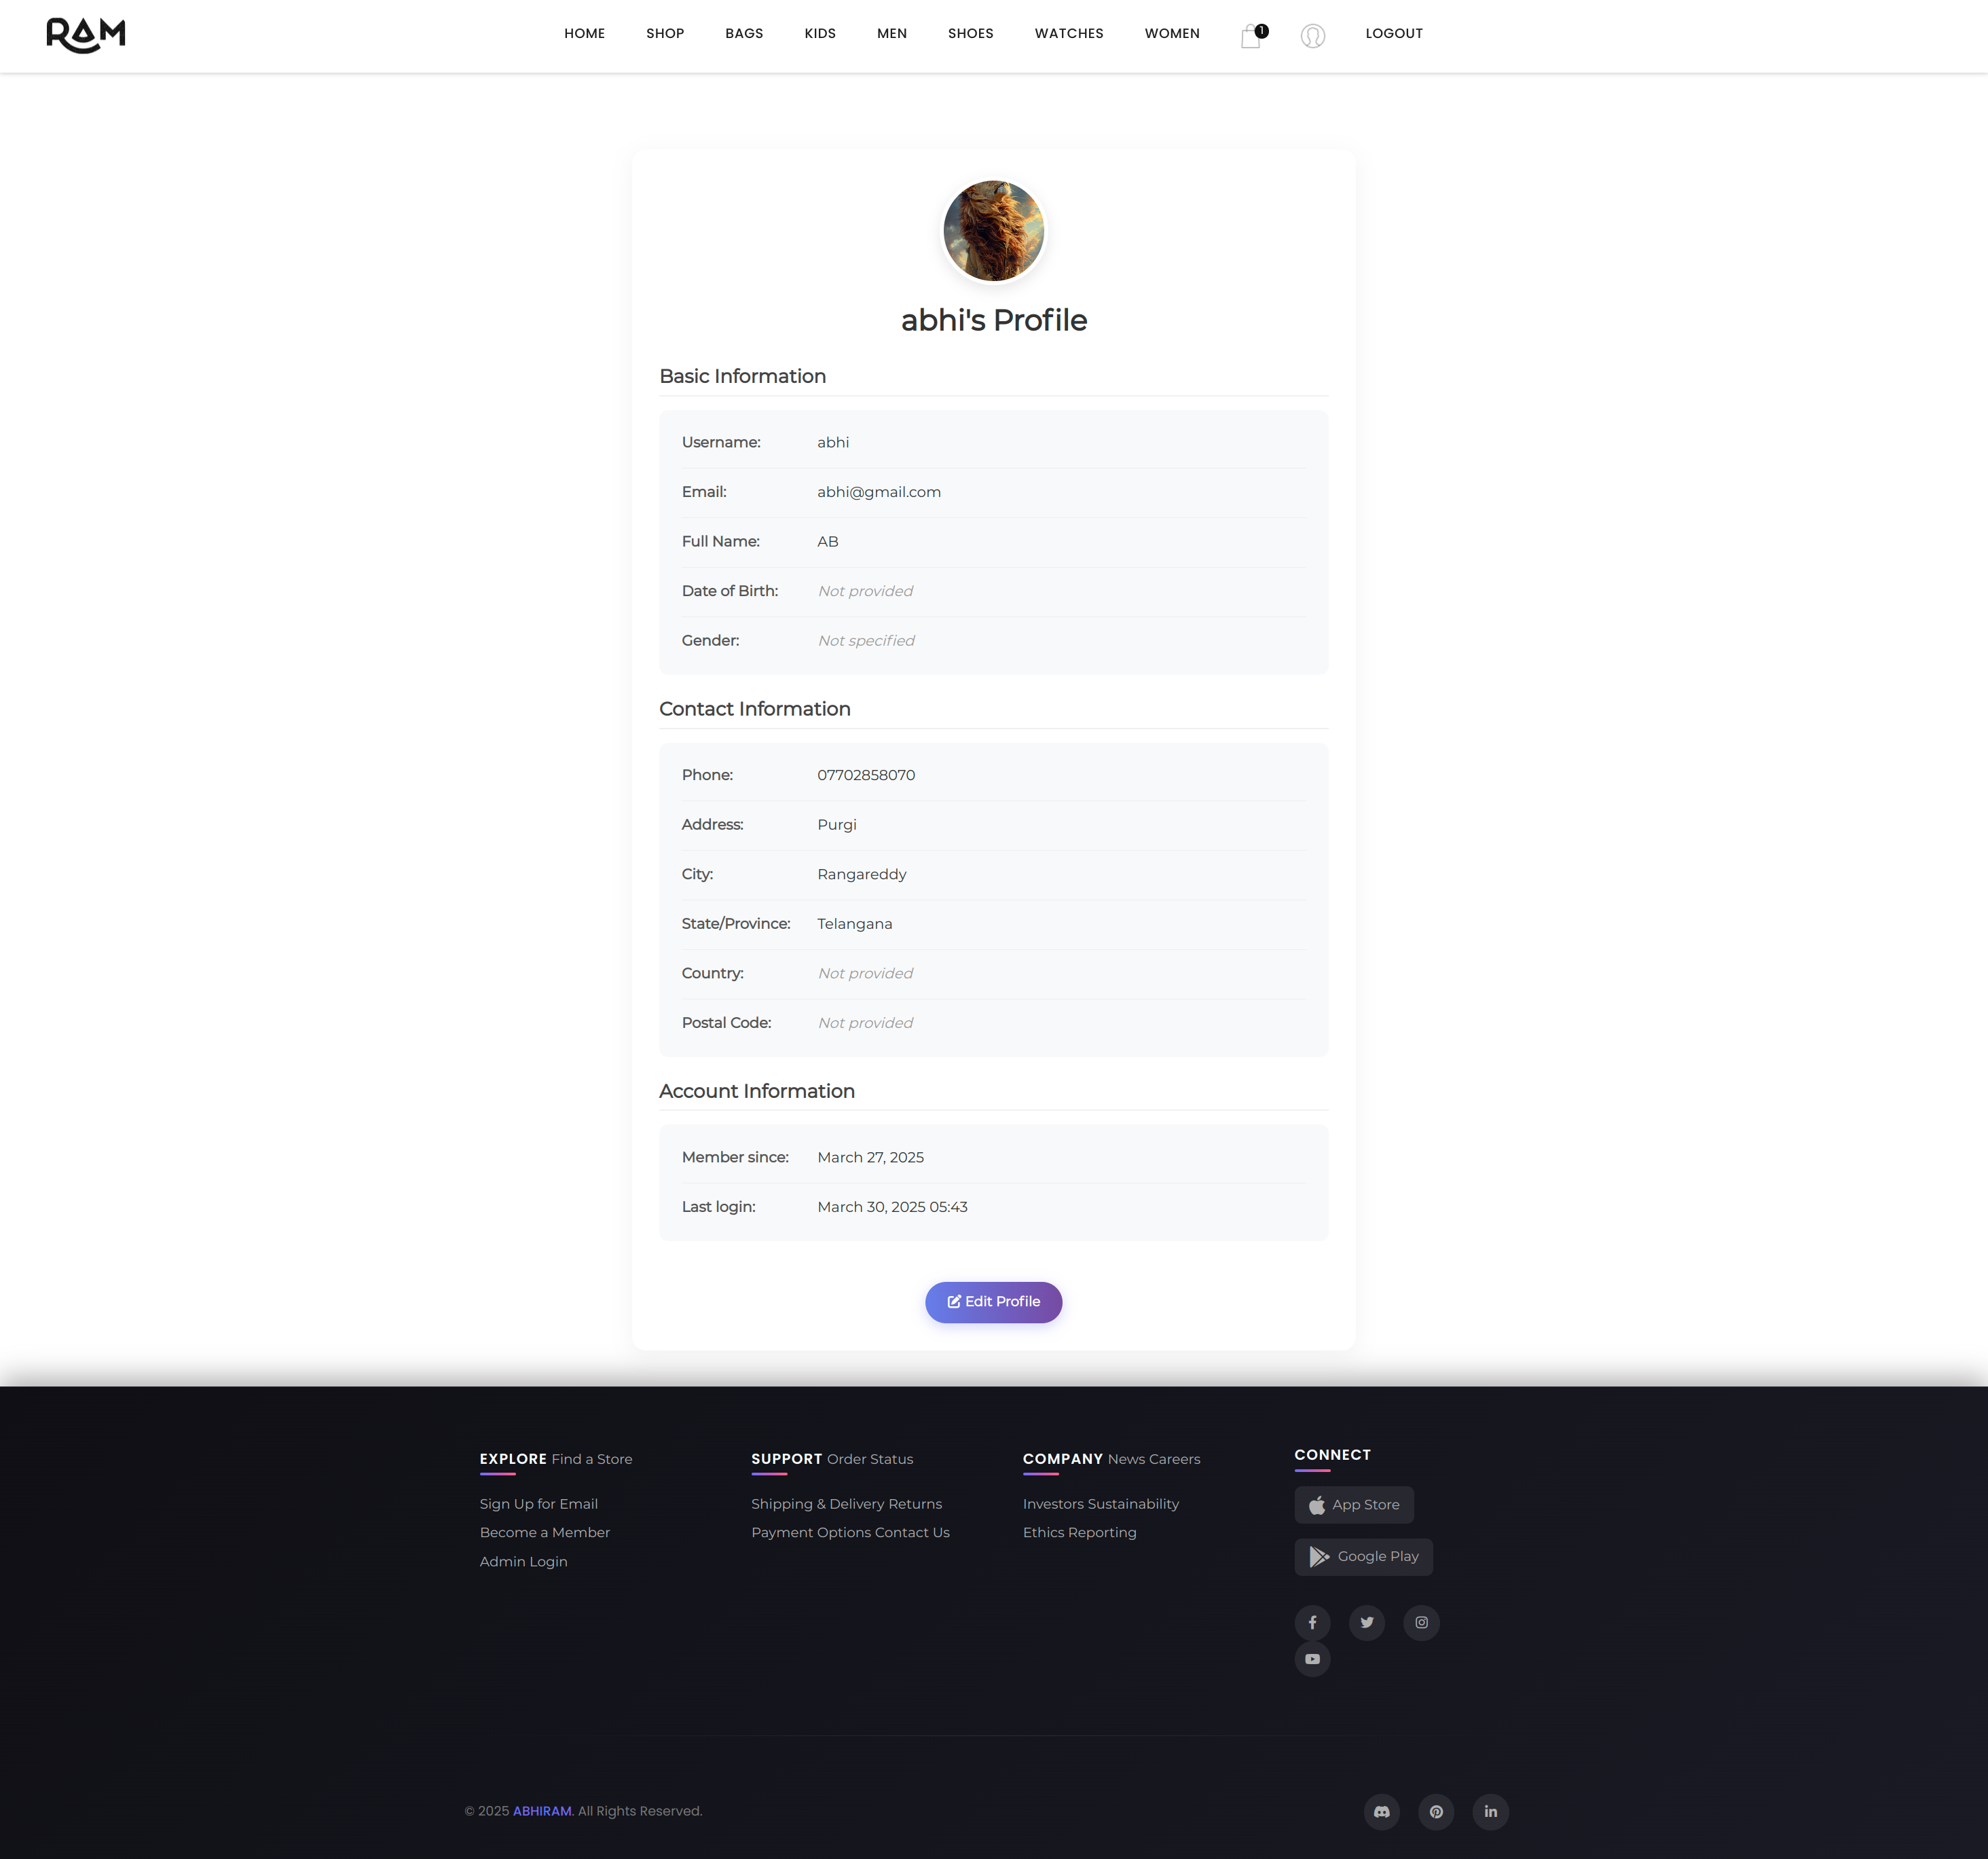 RAM
HOME SHOP BAGS KIDS MEN SHOES WATCHES WOMEN 1 LOGOUT
abhi's Profile
Basic Information
Username: abhi
Email: abhi@gmail.com
Full Name: AB
Date of Birth: Not provided
Gender: Not specified
Contact Information
Phone: 07702858070
Address: Purgi
City: Rangareddy
State/Province: Telangana
Country: Not provided
Postal Code: Not provided
Account Information
Member since: March 27, 2025
Last login: March 30, 2025 05:43
Edit Profile
EXPLORE Find a Store
Sign Up for Email
Become a Member
Admin Login
SUPPORT Order Status
Shipping & Delivery Returns
Payment Options Contact Us
COMPANY News Careers
Investors Sustainability
Ethics Reporting
CONNECT
App Store
Google Play
© 2025 ABHIRAM. All Rights Reserved.